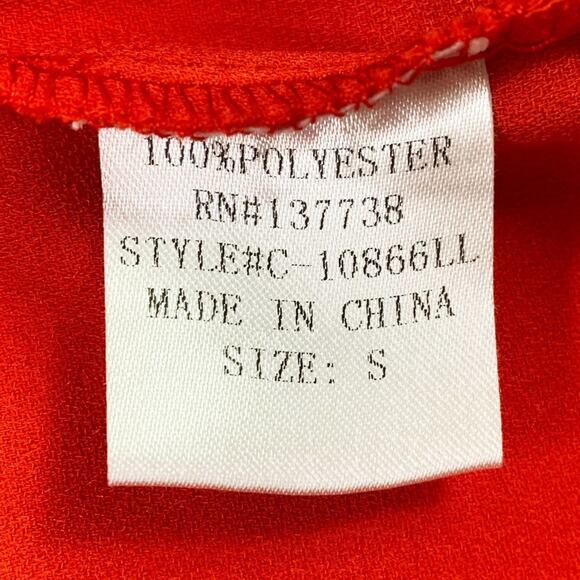 100%POLYESTER
RN#137738
STYLE#C-10866LL
MADE IN CHINA
SIZE: S